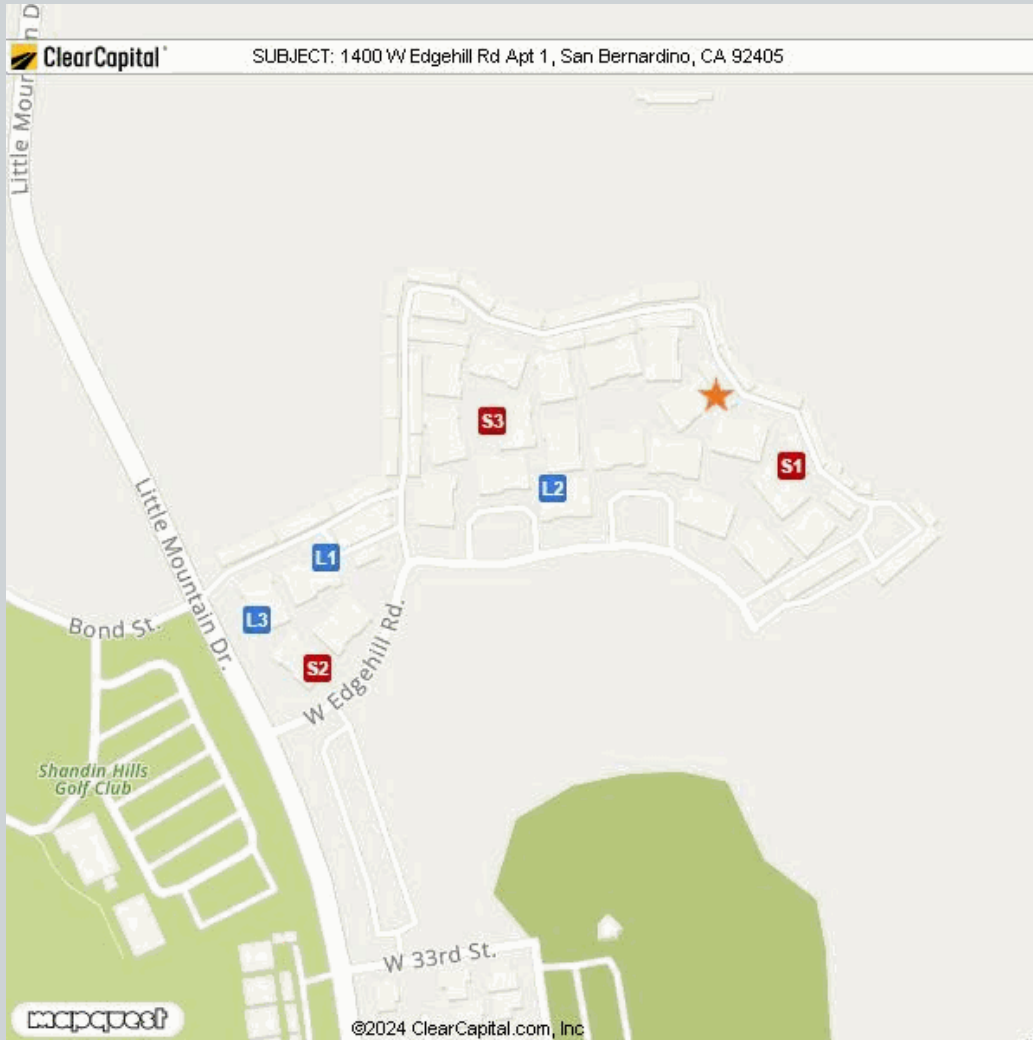 Little Mountain D
ClearCapital
SUBJECT: 1400 W Edgehill Rd Apt 1, San Bernardino, CA 92405
S3
S1
L2
Little Mountain Dr.
L1
L3
Bond St.
S2
W Edgehill Rd.
Shandin Hills
Golf Club
W 33rd St.
mapquest
©2024 ClearCapital.com, Inc